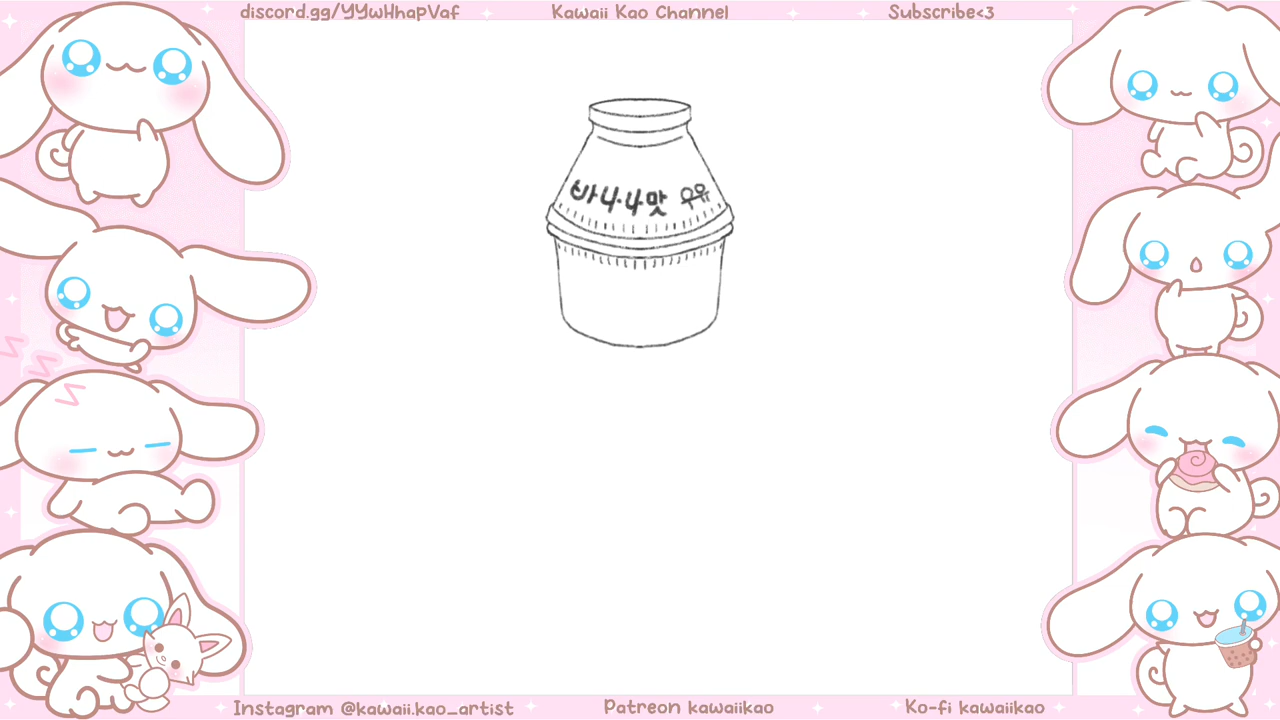 discord.gg/YYwHhapVaf Kawaii Kao Channel Subscribe<3
바나나맛 우유
Z Z Z
Instagram @kawaii.kao_artist Patreon kawaiikao Ko-fi kawaiikao